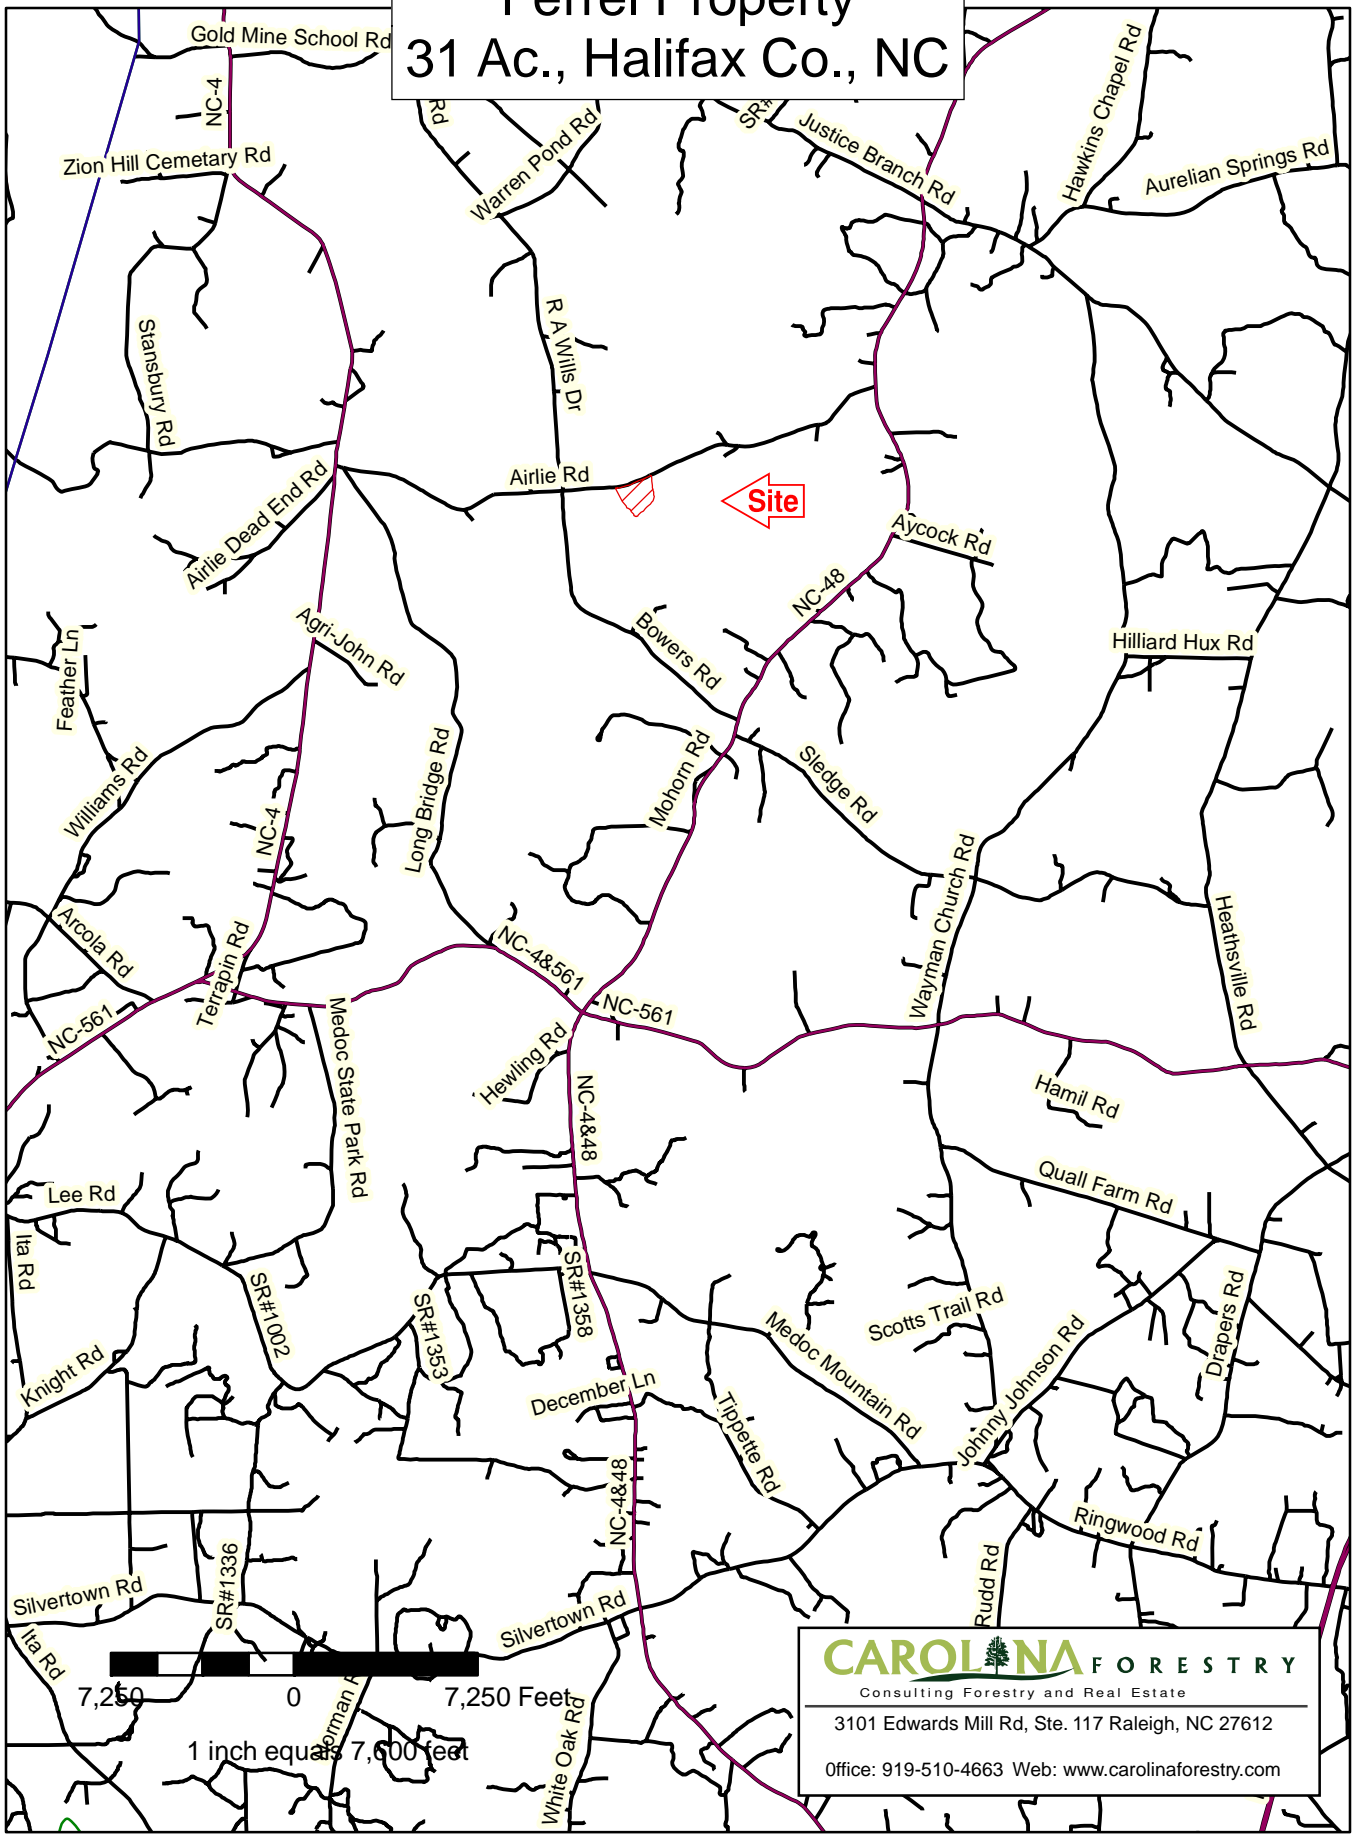 Ferrel Property
31 Ac., Halifax Co., NC
Gold Mine School Rd
NC-4
Rd
Warren Pond Rd
SR#
Justice Branch Rd
Hawkins Chapel Rd
Aurelian Springs Rd
Zion Hill Cemetary Rd
Stansbury Rd
R A Wills Dr
Airlie Rd
Site
Airlie Dead End Rd
Aycock Rd
NC-48
Agri-John Rd
Bowers Rd
Hilliard Hux Rd
Feather Ln
Williams Rd
Long Bridge Rd
Mohorn Rd
Sledge Rd
NC-4
Wayman Church Rd
Heathsville Rd
Arcola Rd
Terrapin Rd
NC-4&561
NC-561
NC-561
Medoc State Park Rd
Hewling Rd
NC-4&48
Hamil Rd
Quall Farm Rd
Lee Rd
Ita Rd
SR#1002
SR#1353
SR#1358
Scotts Trail Rd
Drapers Rd
Medoc Mountain Rd
Johnny Johnson Rd
Knight Rd
December Ln
Tippette Rd
NC-4&48
Ringwood Rd
SR#1336
Rudd Rd
Silvertown Rd
Silvertown Rd
Ita Rd
7,250 0 7,250 Feet
1 inch equals 7,600 feet
White Oak Rd
CAROLINA FORESTRY
Consulting Forestry and Real Estate
3101 Edwards Mill Rd, Ste. 117 Raleigh, NC 27612
Office: 919-510-4663 Web: www.carolinaforestry.com